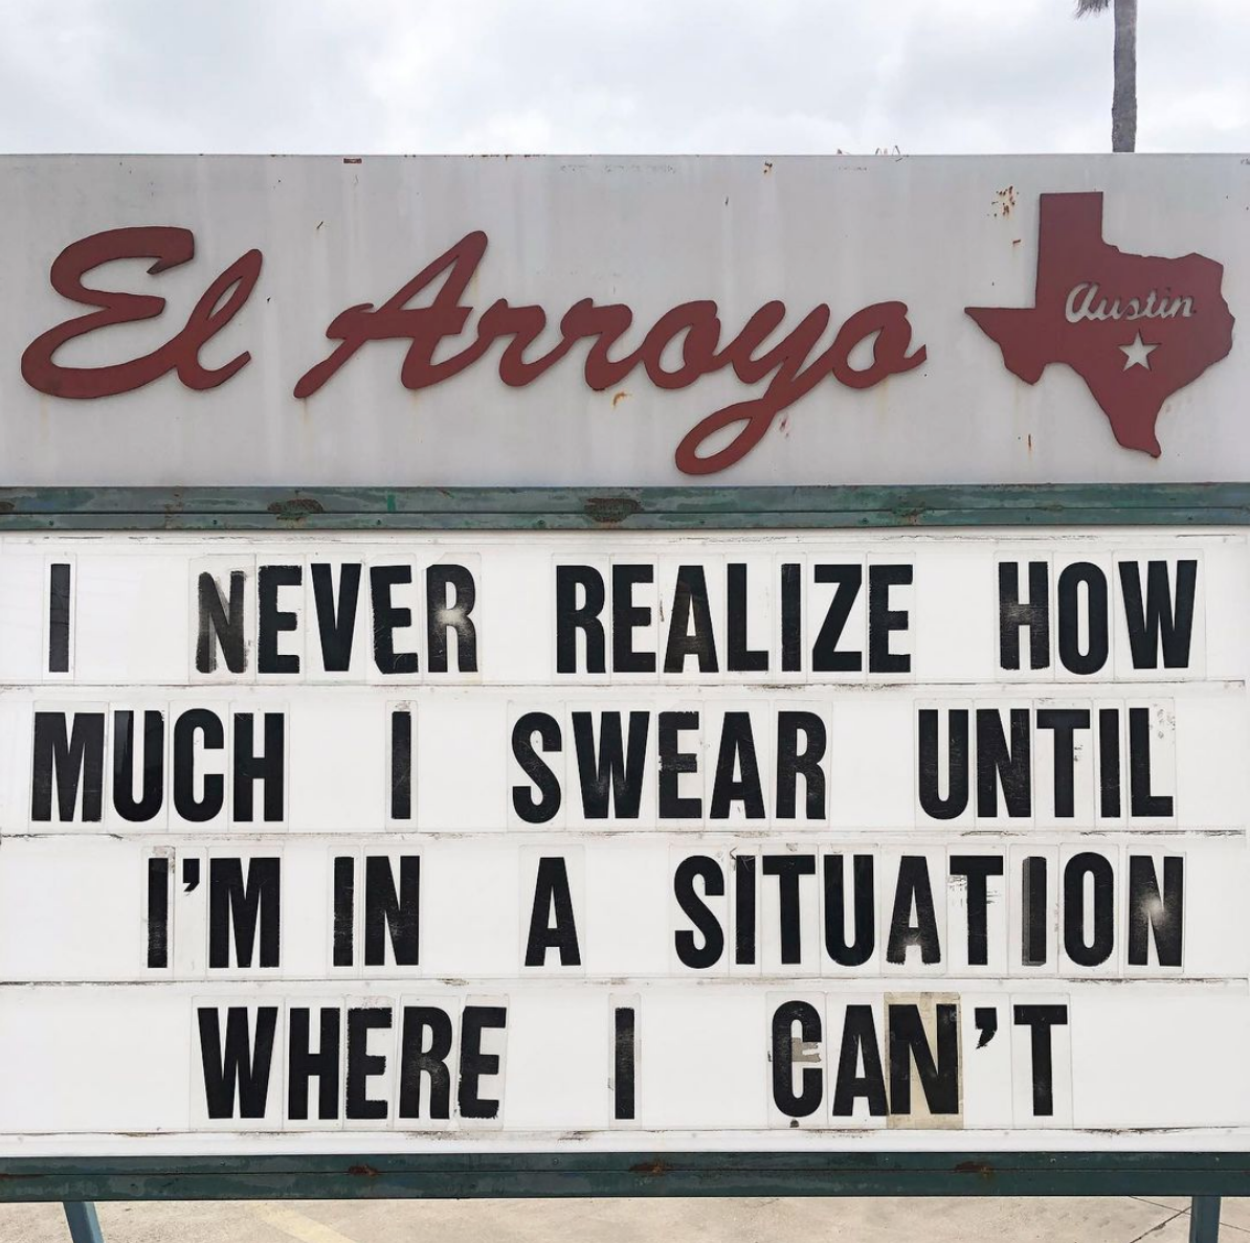 El Arroyo
Austin
I NEVER REALIZE HOW
MUCH I SWEAR UNTIL
I'M IN A SITUATION
WHERE I CAN'T